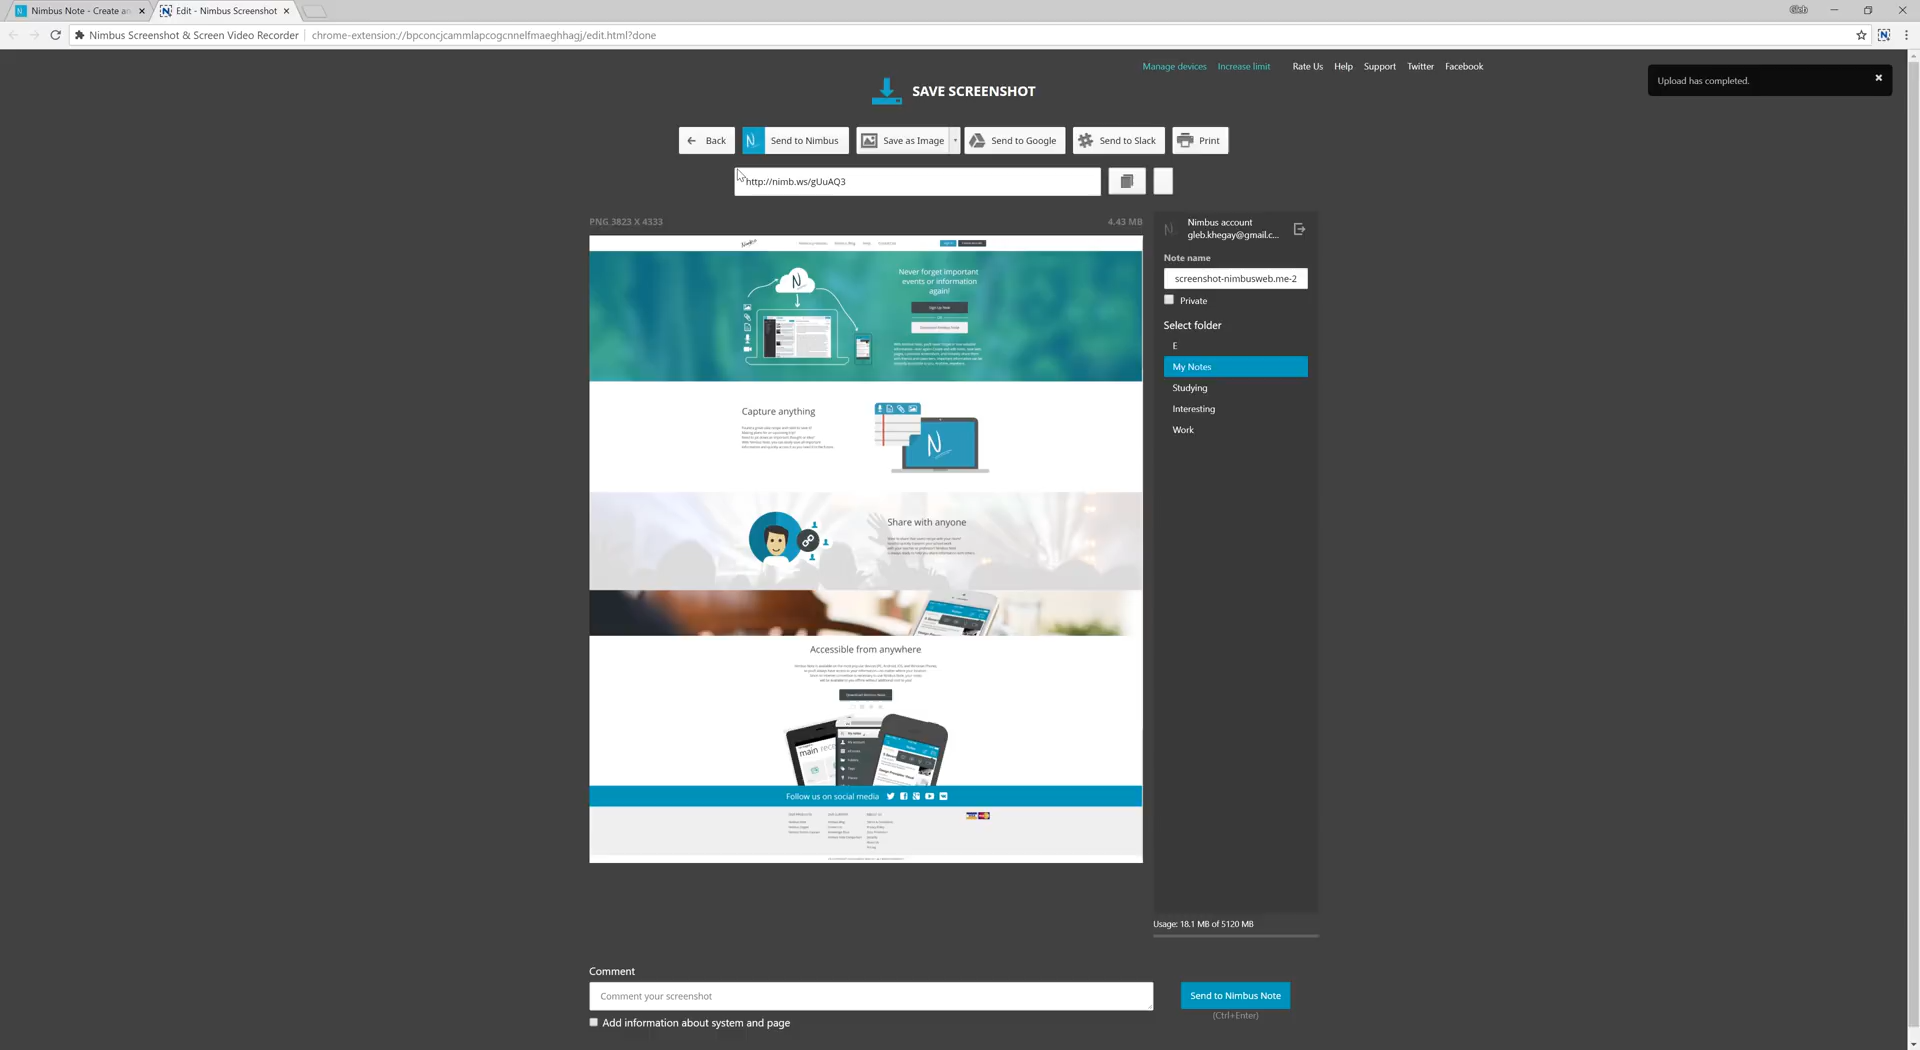 Nimbus Note - Create an
Edit - Nimbus Screenshot
Gleb
Nimbus Screenshot & Screen Video Recorder
chrome-extension://bpconcjcammlapcogcnnelfmaeghhagj/edit.html?done
Manage devices
Increase limit
Rate Us
Help
Support
Twitter
Facebook
Upload has completed.
SAVE SCREENSHOT
Back
Send to Nimbus
Save as Image
Send to Google
Send to Slack
Print
http://nimb.ws/gUuAQ3
PNG 3823 X 4333
4.43 MB
Nimbus account
gleb.khegay@gmail.c...
Note name
screenshot-nimbusweb.me-2
Private
Select folder
E
My Notes
Studying
Interesting
Work
Never forget important
events or information
again!
Sign Up Now
Capture anything
Share with anyone
Accessible from anywhere
Follow us on social media
Usage: 18.1 MB of 5120 MB
Comment
Comment your screenshot
Send to Nimbus Note
(Ctrl+Enter)
Add information about system and page